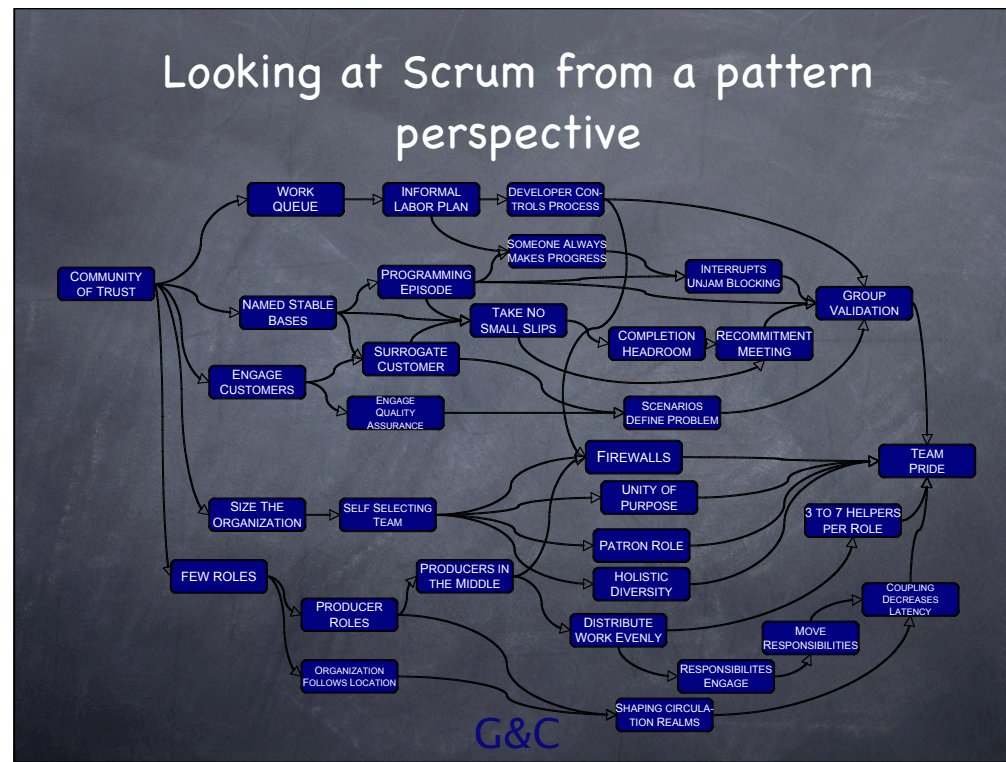 Looking at Scrum from a pattern
perspective
WORK
QUEUE
INFORMAL
LABOR PLAN
DEVELOPER CON-
TROLS PROCESS
SOMEONE ALWAYS
MAKES PROGRESS
COMMUNITY
OF TRUST
PROGRAMMING
EPISODE
INTERRUPTS
UNJAM BLOCKING
GROUP
VALIDATION
NAMED STABLE
BASES
TAKE NO
SMALL SLIPS
COMPLETION
HEADROOM
RECOMMITMENT
MEETING
SURROGATE
CUSTOMER
ENGAGE
CUSTOMERS
ENGAGE
QUALITY
ASSURANCE
SCENARIOS
DEFINE PROBLEM
FIREWALLS
TEAM
PRIDE
UNITY OF
PURPOSE
SIZE THE
ORGANIZATION
SELF SELECTING
TEAM
3 TO 7 HELPERS
PER ROLE
PATRON ROLE
FEW ROLES
PRODUCERS IN
THE MIDDLE
HOLISTIC
DIVERSITY
COUPLING
DECREASES
LATENCY
PRODUCER
ROLES
DISTRIBUTE
WORK EVENLY
MOVE
RESPONSIBILITIES
ORGANIZATION
FOLLOWS LOCATION
RESPONSIBILITES
ENGAGE
SHAPING CIRCULA-
TION REALMS
G&C